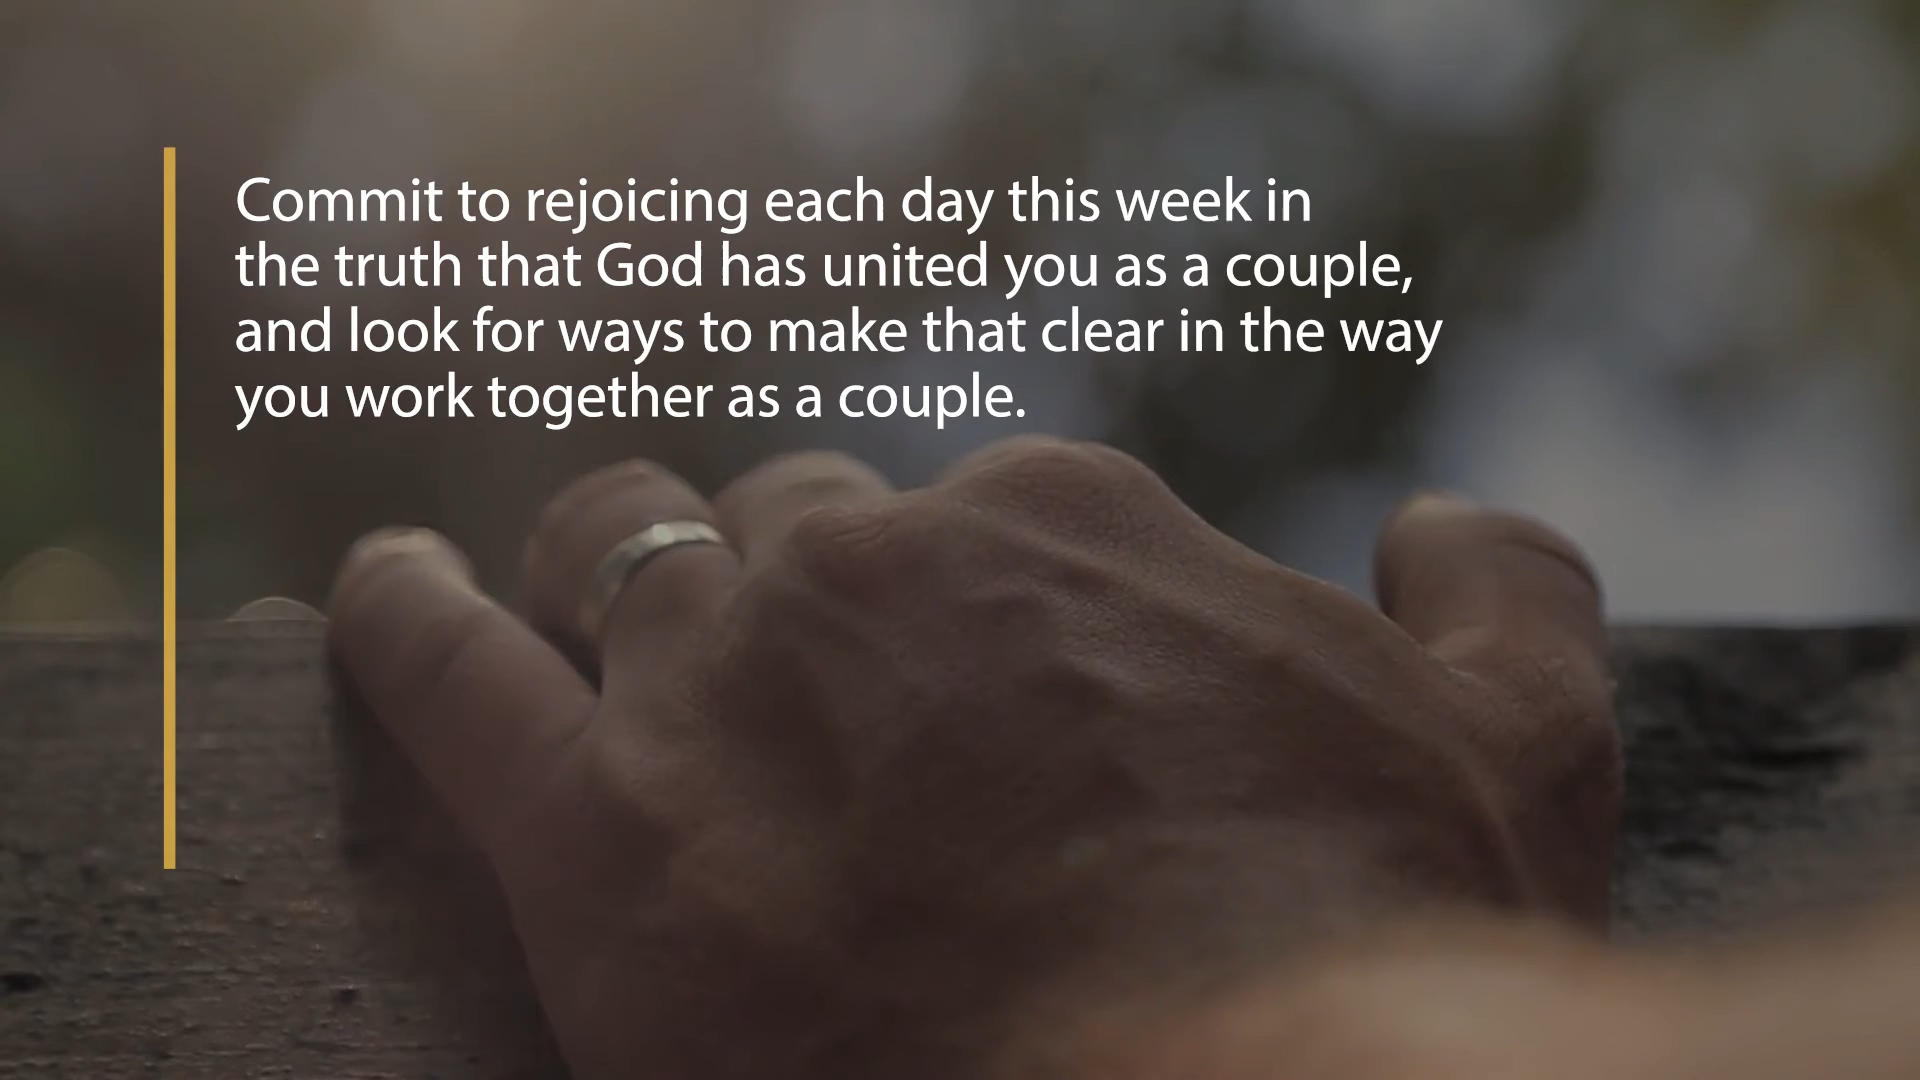 Commit to rejoicing each day this week in
the truth that God has united you as a couple,
and look for ways to make that clear in the way
you work together as a couple.